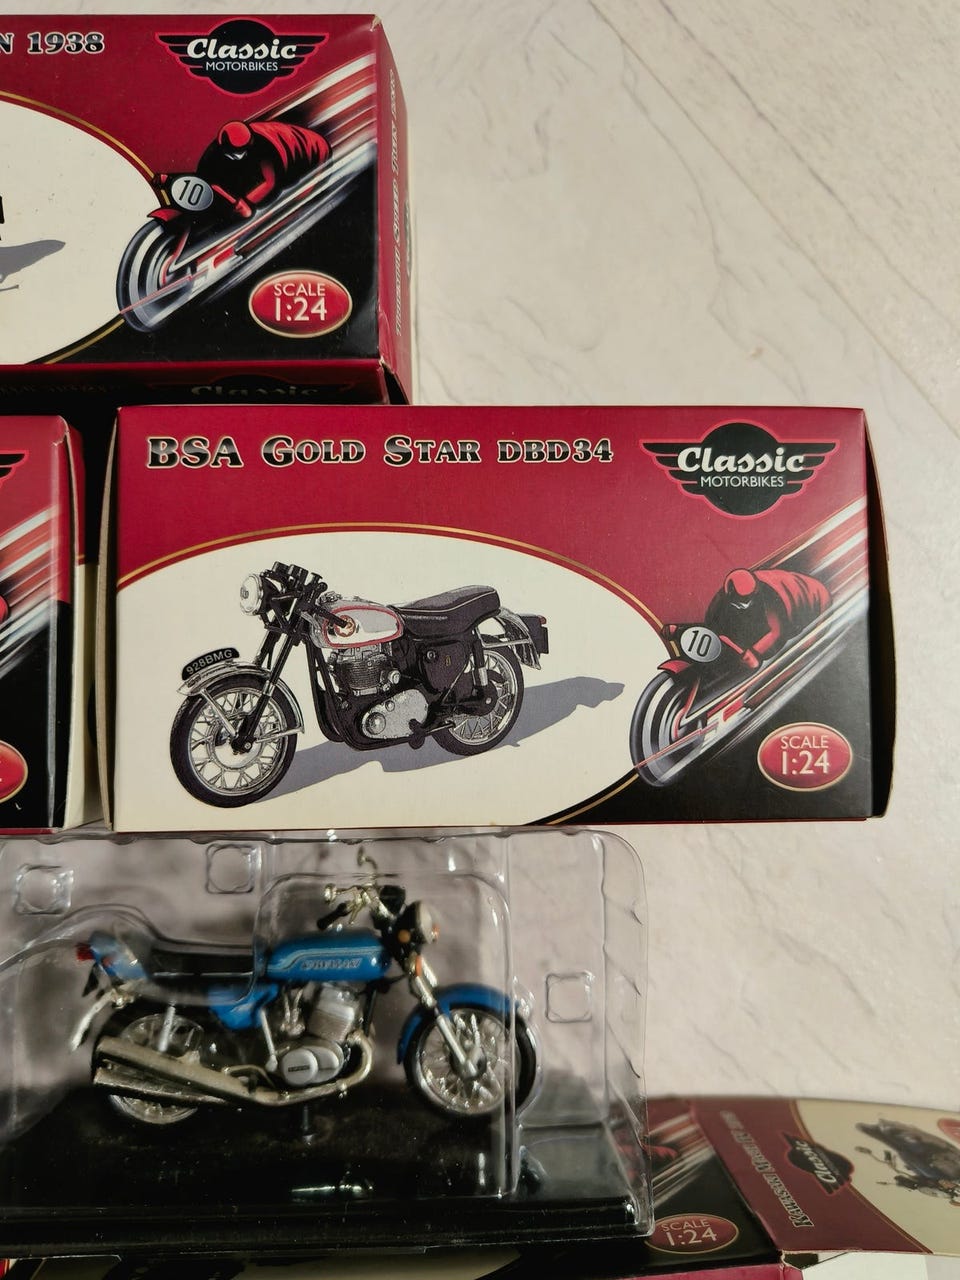 N 1938
Classic
MOTORBIKES
10
SCALE
1:24
Classic
BSA GOLD STAR DBD34
Classic
MOTORBIKES
928BMG
10
SCALE
1:24
Classic
SCALE
1:24